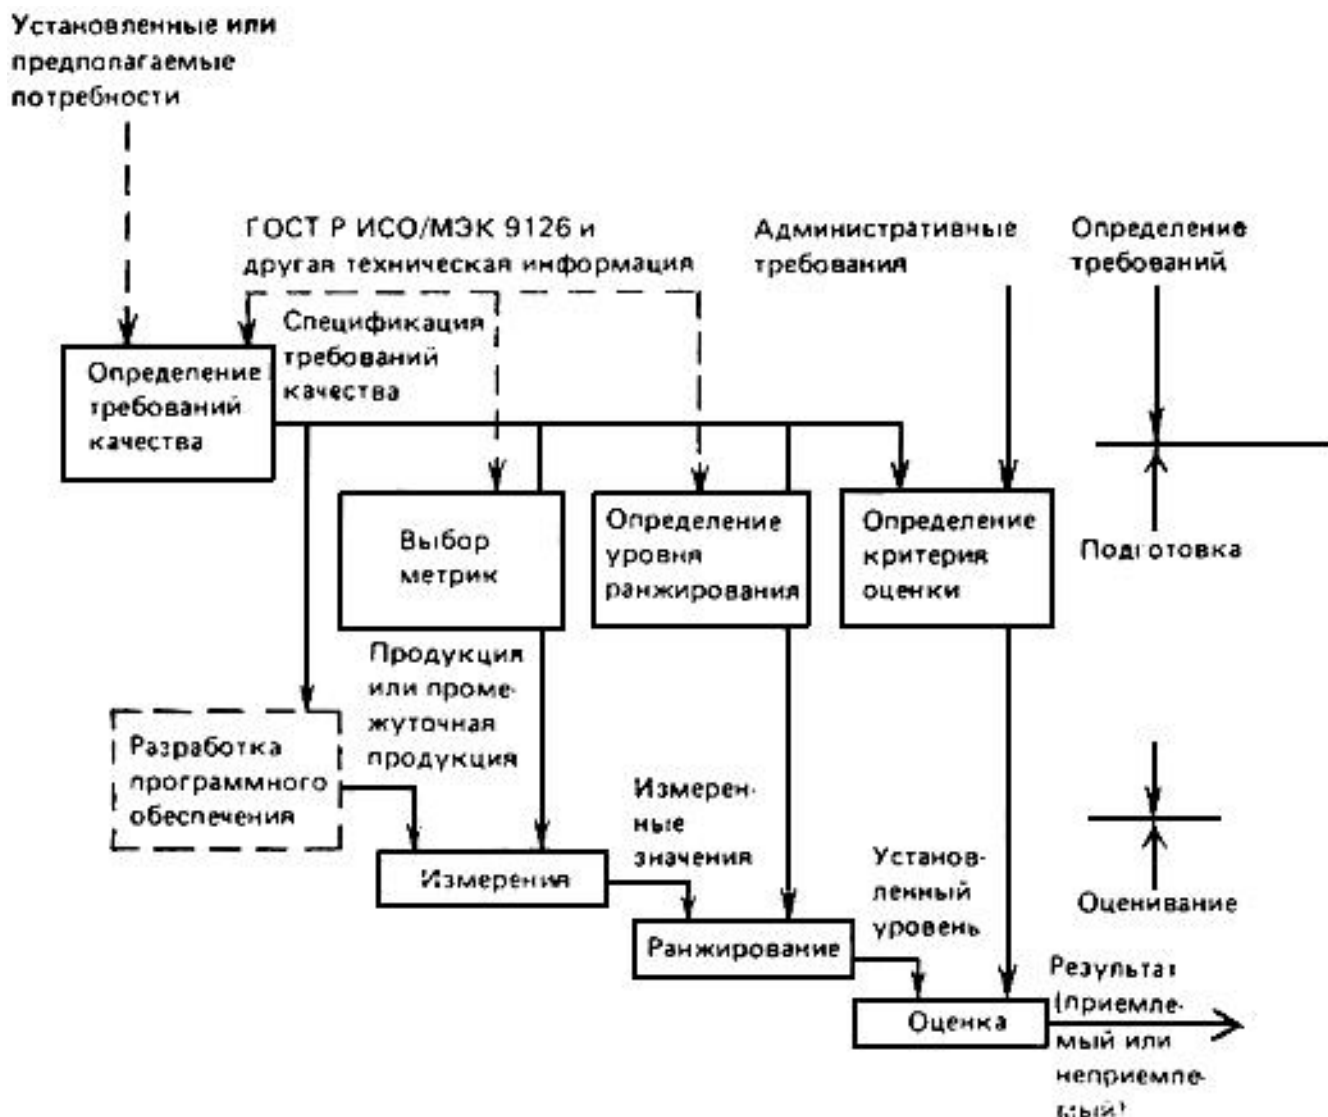 Установленные или
предполагаемые
потребности
ГОСТ Р ИСО/МЭК 9126 и
другая техническая информация
Административные
требования
Определение
требований
Спецификация
требований
качества
Определение
требований
качества
Выбор
метрик
Определение
уровня
ранжирования
Определение
критерия
оценки
Подготовка
Продукция
или проме-
жуточная
продукция
Разработка
программного
обеспечения
Измерен-
ные
значения
Измерения
Установ-
ленный
уровень
Оценивание
Ранжирование
Результат
(приемле-
мый или
неприемле-
мый)
Оценка